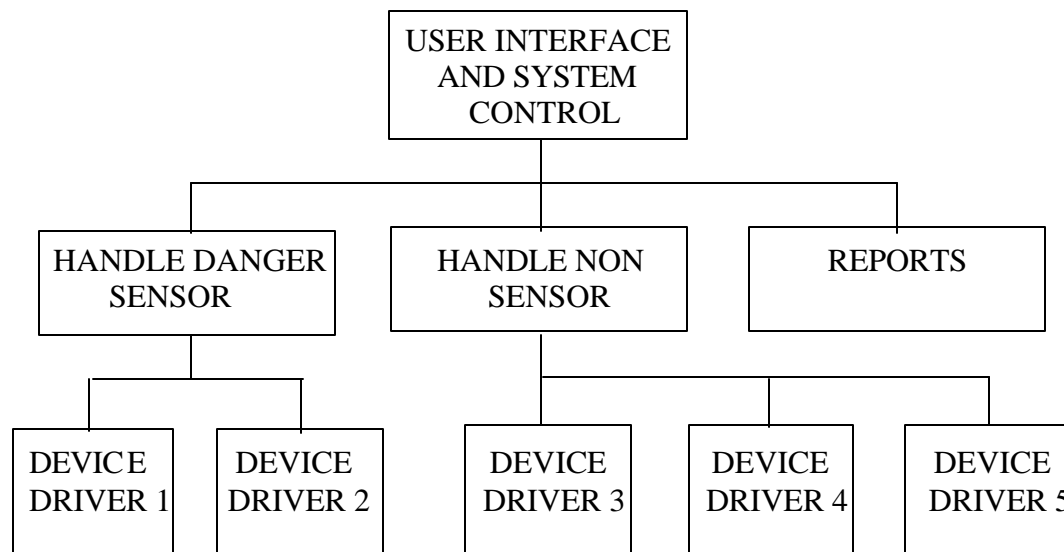 USER INTERFACE
AND SYSTEM
CONTROL
HANDLE DANGER
SENSOR
HANDLE NON
SENSOR
REPORTS
DEVICE
DRIVER 1
DEVICE
DRIVER 2
DEVICE
DRIVER 3
DEVICE
DRIVER 4
DEVICE
DRIVER 5